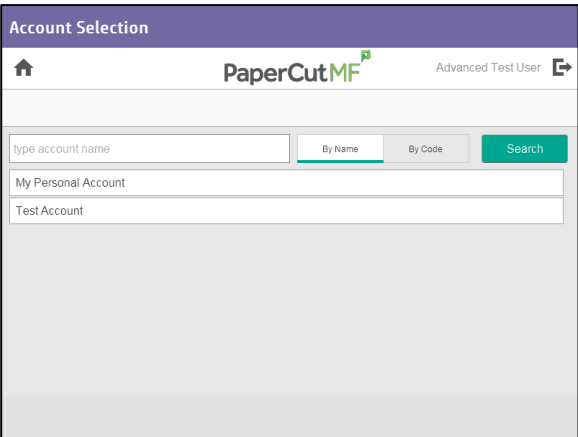 Account Selection
PaperCutMF
Advanced Test User
type account name
By Name
By Code
Search
My Personal Account
Test Account